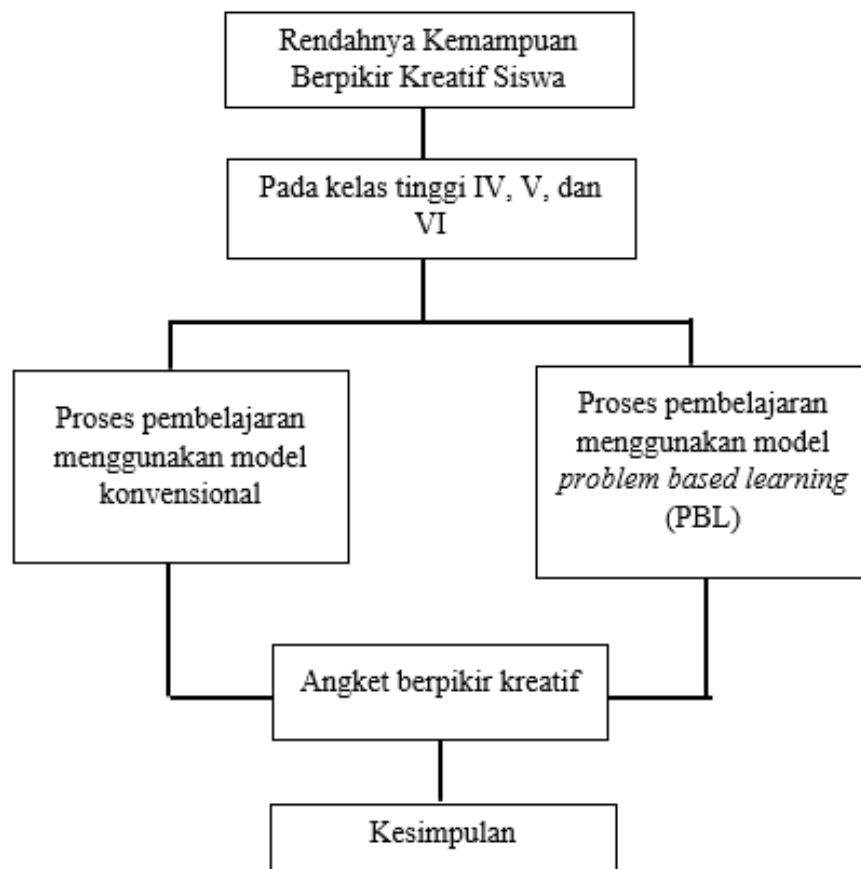 Rendahnya Kemampuan
Berpikir Kreatif Siswa
Pada kelas tinggi IV, V, dan
VI
Proses pembelajaran
menggunakan model
konvensional
Proses pembelajaran
menggunakan model
problem based learning
(PBL)
Angket berpikir kreatif
Kesimpulan